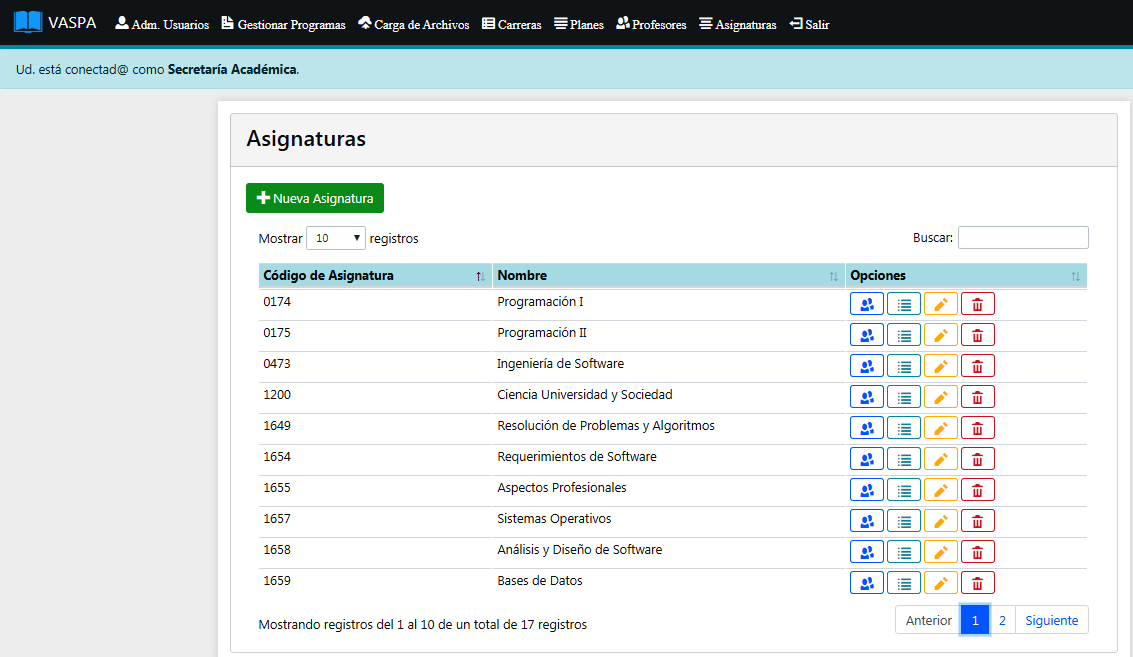 VASPA Adm. Usuarios Gestionar Programas Carga de Archivos Carreras Planes Profesores Asignaturas Salir
Ud. está conectad@ como Secretaría Académica.
Asignaturas
Nueva Asignatura
Mostrar 10 registros Buscar:
Código de Asignatura Nombre Opciones
0174 Programación I
0175 Programación II
0473 Ingeniería de Software
1200 Ciencia Universidad y Sociedad
1649 Resolución de Problemas y Algoritmos
1654 Requerimientos de Software
1655 Aspectos Profesionales
1657 Sistemas Operativos
1658 Análisis y Diseño de Software
1659 Bases de Datos
Mostrando registros del 1 al 10 de un total de 17 registros Anterior 1 2 Siguiente